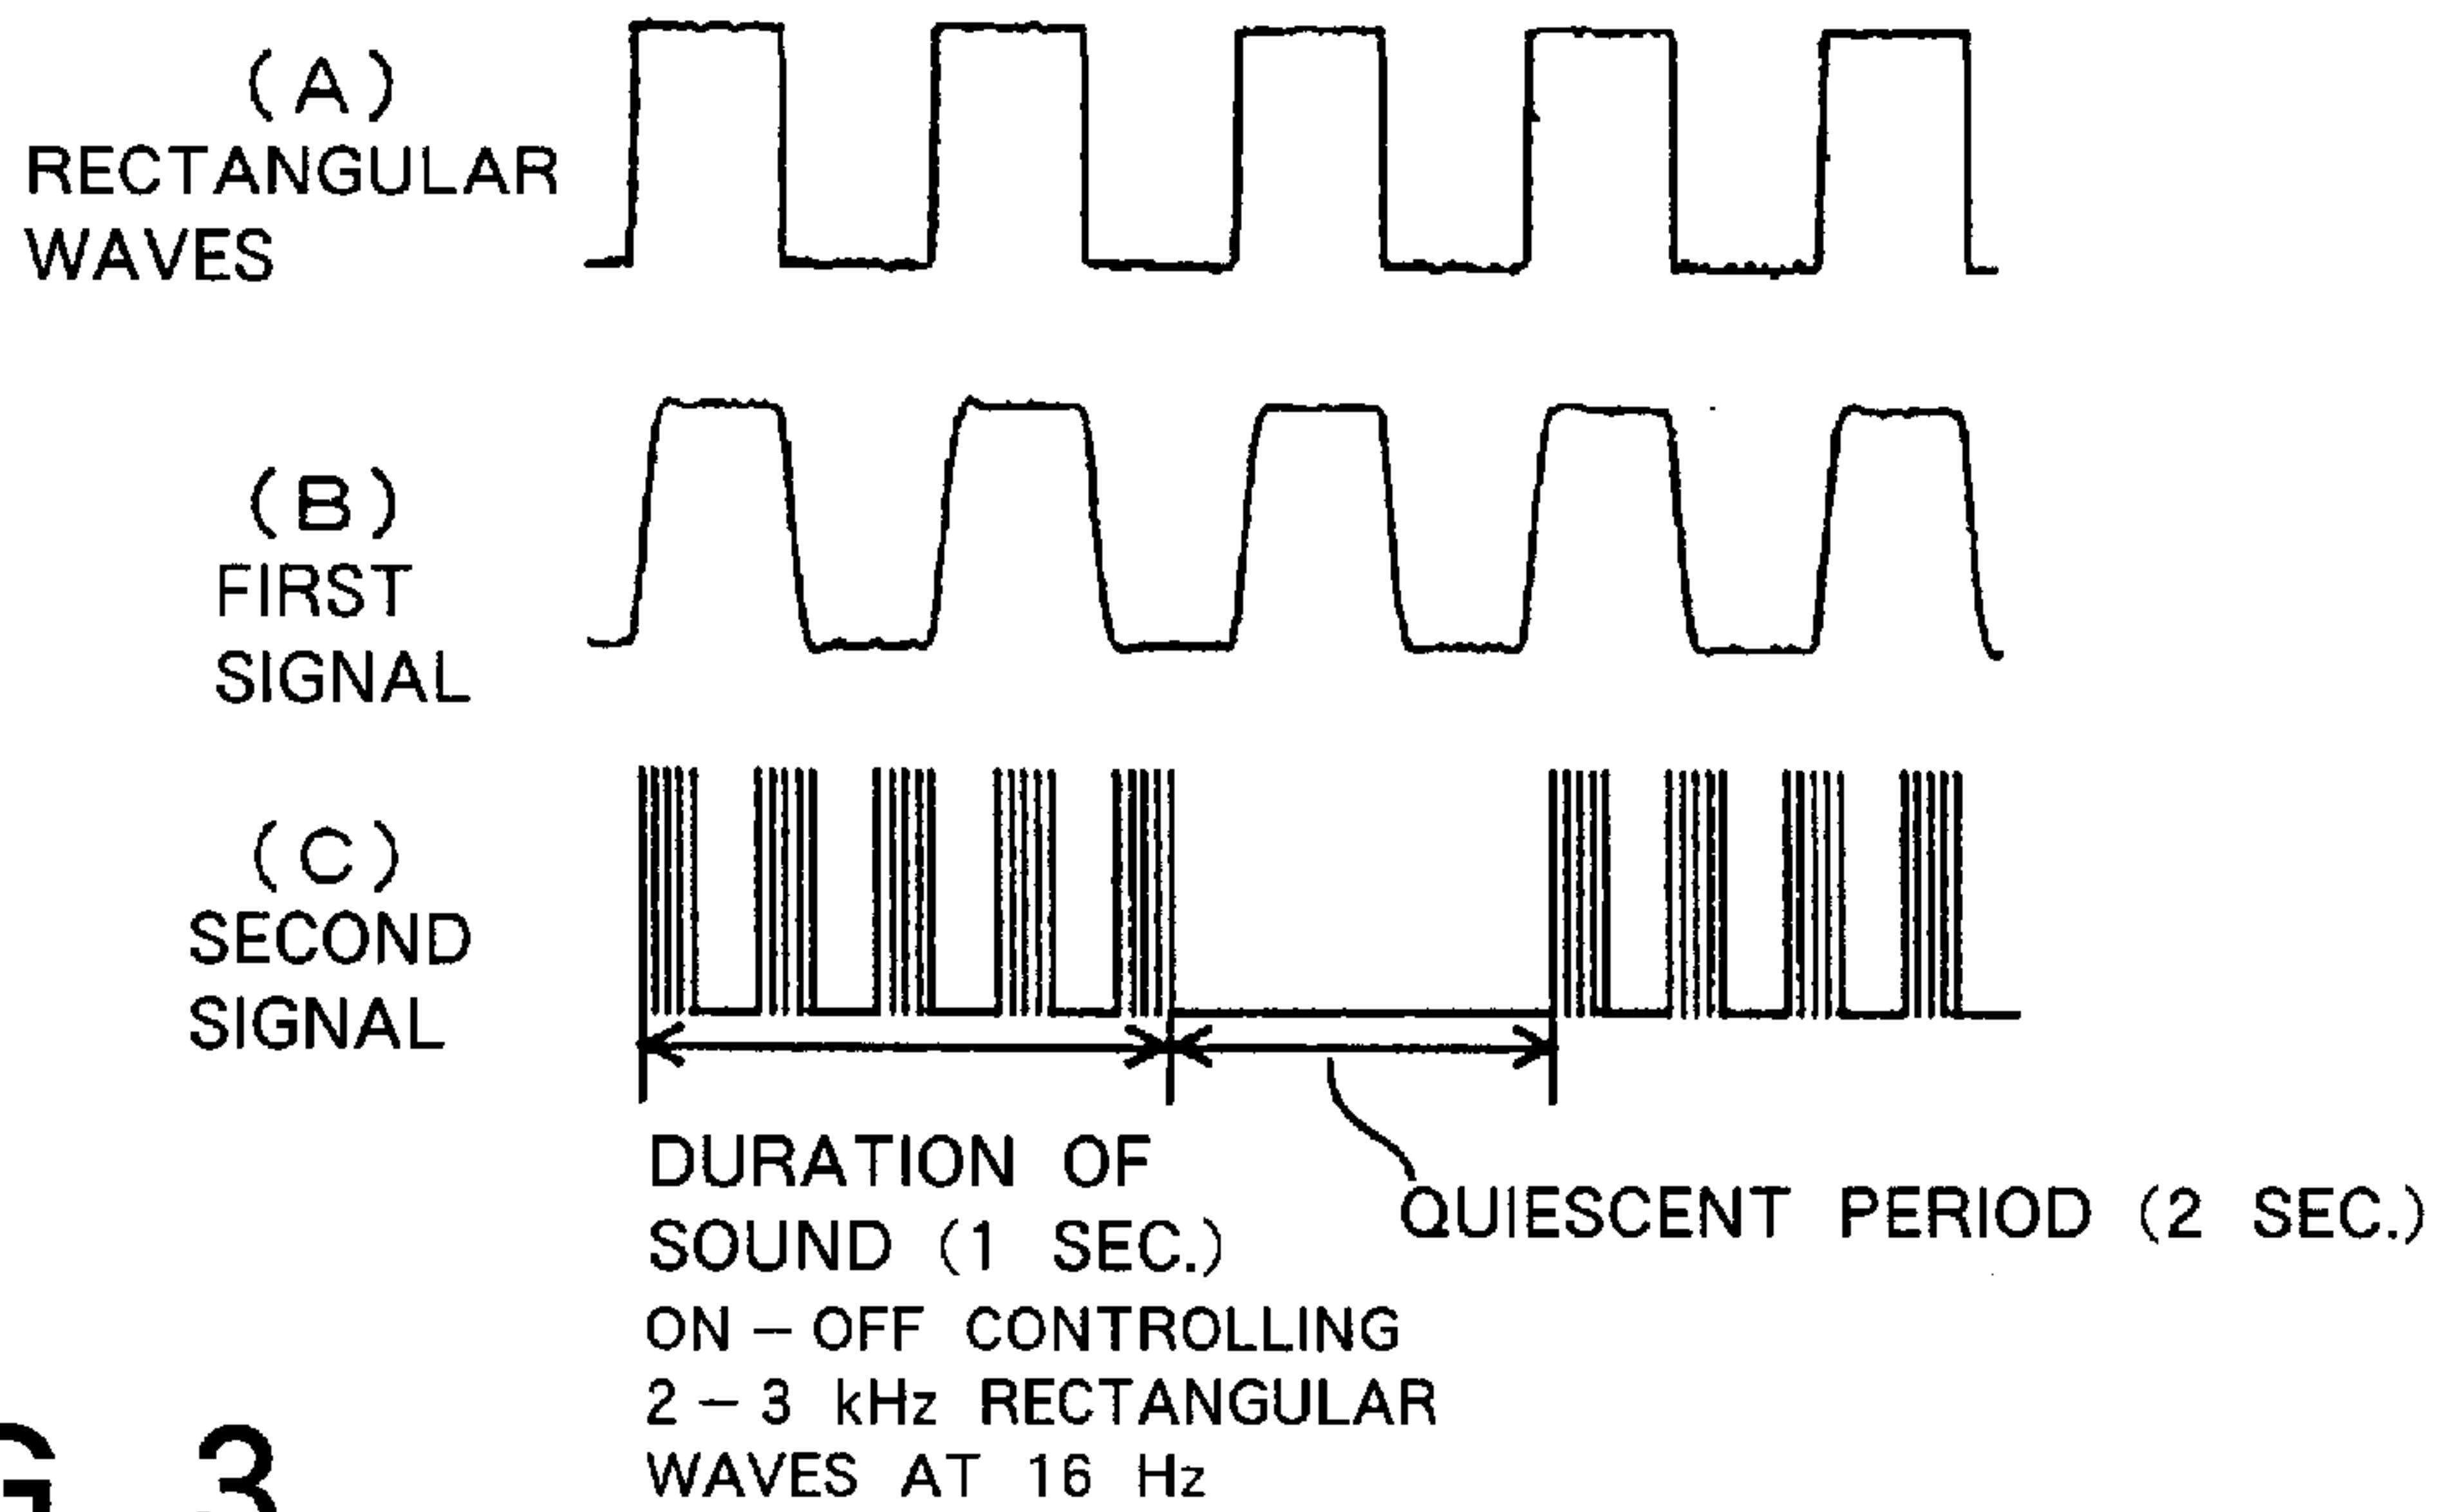 (A)
RECTANGULAR
WAVES
(B)
FIRST
SIGNAL
(C)
SECOND
SIGNAL
DURATION OF
SOUND (1 SEC.)
ON – OFF CONTROLLING
2 – 3 kHz RECTANGULAR
WAVES AT 16 Hz
QUIESCENT PERIOD (2 SEC.)
G 3